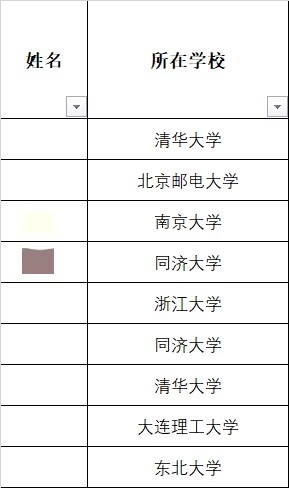 姓名 所在学校
清华大学
北京邮电大学
南京大学
同济大学
浙江大学
同济大学
清华大学
大连理工大学
东北大学